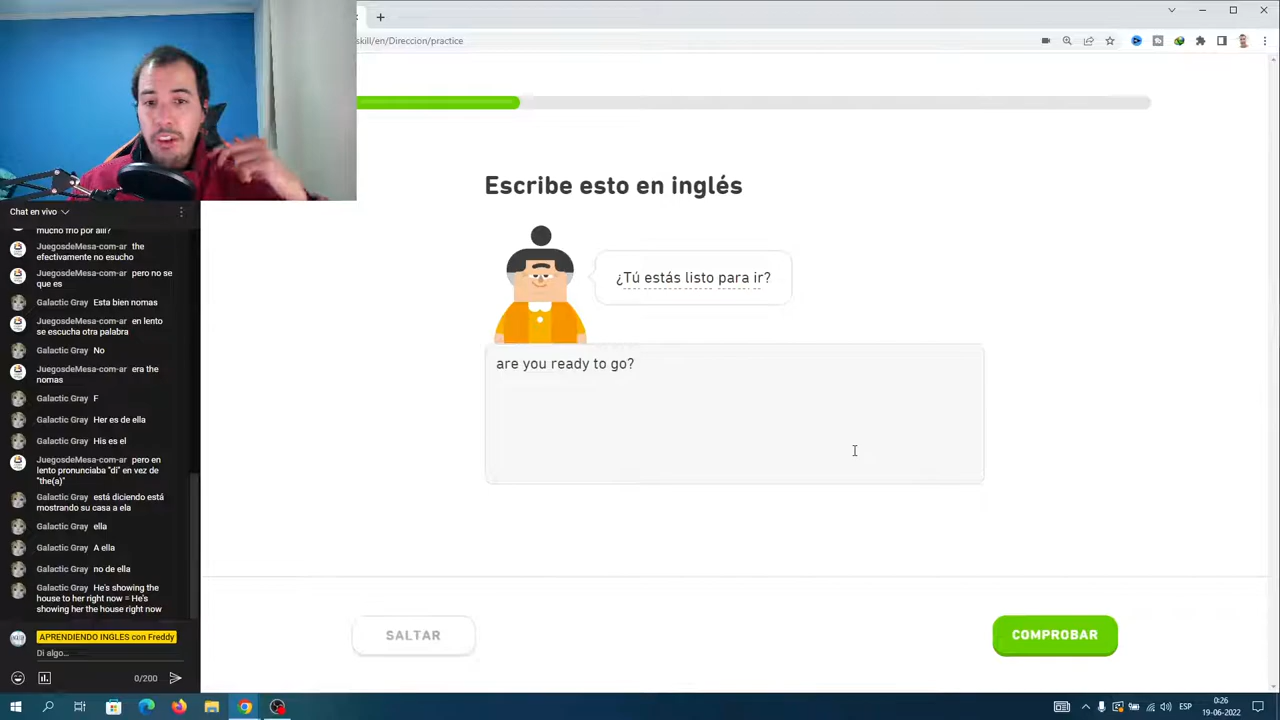 skill/en/Direccion/practice
Escribe esto en inglés
¿Tú estás listo para ir?
are you ready to go?
SALTAR
COMPROBAR
Chat en vivo
mucho frío por allí?
JuegosdeMesa-com-ar the
efectivamente no esucho
JuegosdeMesa-com-ar pero no se
que es
Galactic Gray Esta bien nomas
JuegosdeMesa-com-ar en lento
se escucha otra palabra
Galactic Gray No
JuegosdeMesa-com-ar era the
nomas
Galactic Gray F
Galactic Gray Her es de ella
Galactic Gray His es el
JuegosdeMesa-com-ar pero en
lento pronunciaba "di" en vez de
"the(a)"
Galactic Gray está diciendo está
mostrando su casa a ela
Galactic Gray ella
Galactic Gray A ella
Galactic Gray no de ella
Galactic Gray He's showing the
house to her right now = He's
showing her the house right now
APRENDIENDO INGLES con Freddy
Di algo...
0/200
ESP
0:26
19-06-2022